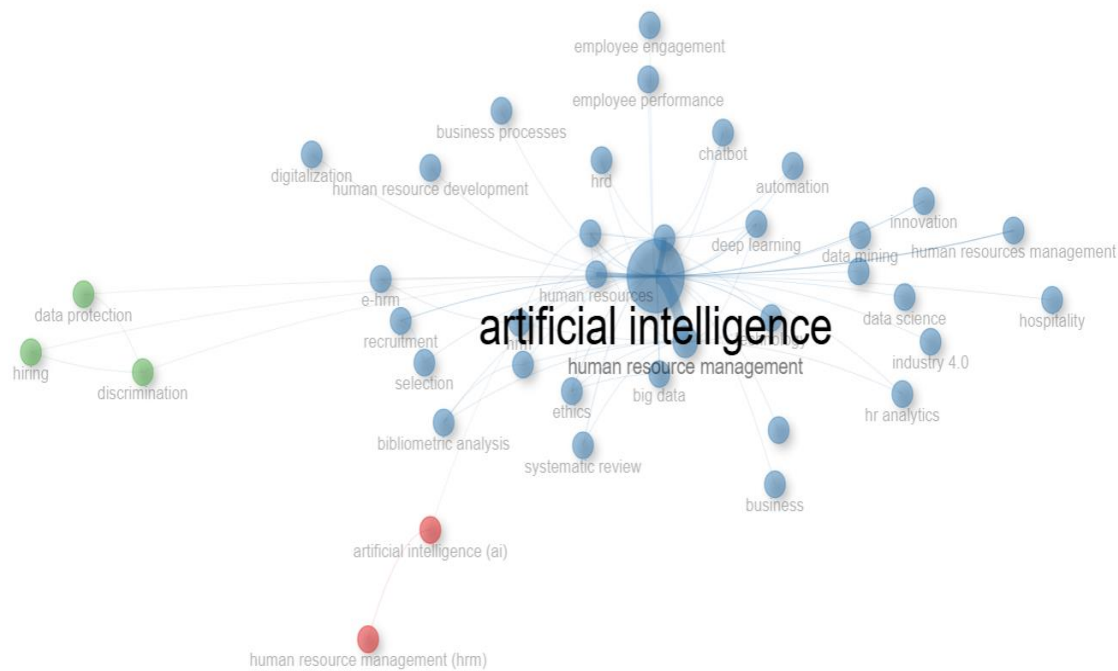 employee engagement
employee performance
business processes
chatbot
digitalization
human resource development
hrd
automation
innovation
deep learning
data mining
human resources management
data protection
e-hrm
human resources
data science
hospitality
recruitment
hrm
technology
artificial intelligence
industry 4.0
hiring
discrimination
selection
human resource management
ethics
big data
hr analytics
bibliometric analysis
systematic review
business
artificial intelligence (ai)
human resource management (hrm)